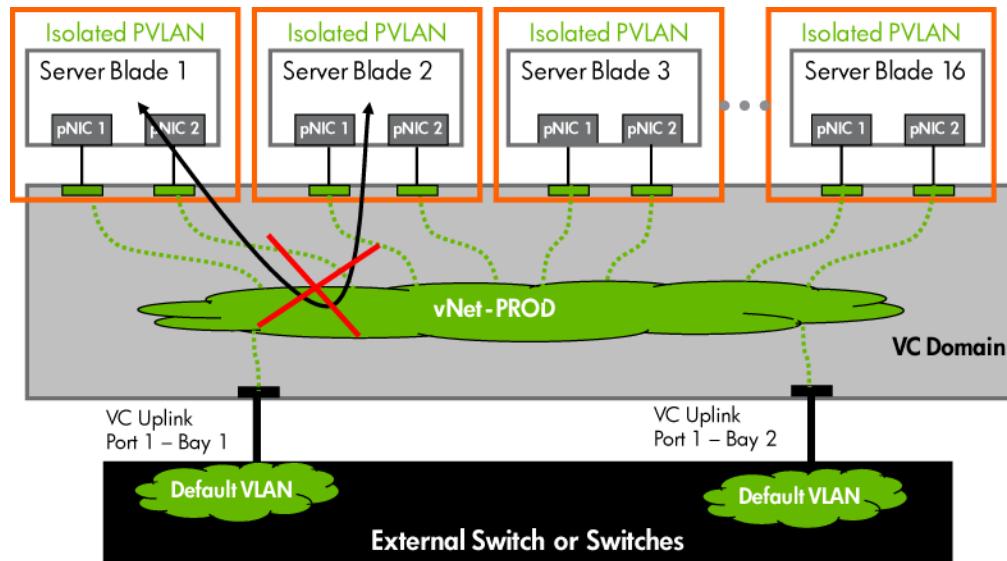 Isolated PVLAN
Isolated PVLAN
Isolated PVLAN
Isolated PVLAN
Server Blade 1
Server Blade 2
Server Blade 3
Server Blade 16
pNIC 1
pNIC 2
pNIC 1
pNIC 2
pNIC 1
pNIC 2
pNIC 1
pNIC 2
vNet-PROD
VC Domain
VC Uplink
Port 1 – Bay 1
VC Uplink
Port 1 – Bay 2
Default VLAN
Default VLAN
External Switch or Switches